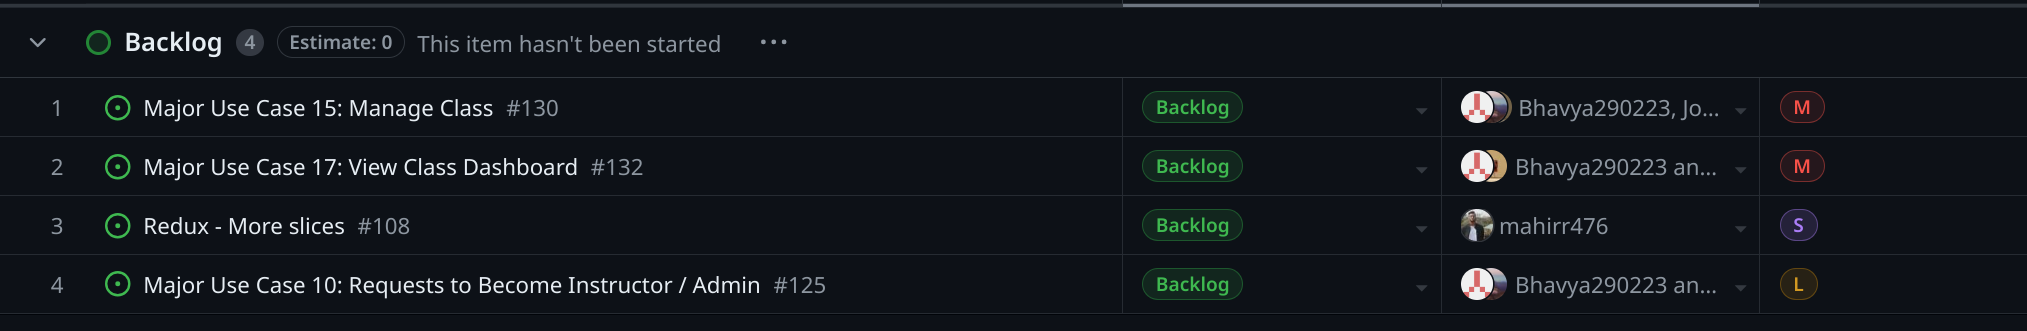 Backlog 4 Estimate: 0 This item hasn't been started ...
1 Major Use Case 15: Manage Class #130 Backlog Bhavya290223, Jo... M
2 Major Use Case 17: View Class Dashboard #132 Backlog Bhavya290223 an... M
3 Redux - More slices #108 Backlog mahirr476 S
4 Major Use Case 10: Requests to Become Instructor / Admin #125 Backlog Bhavya290223 an... L